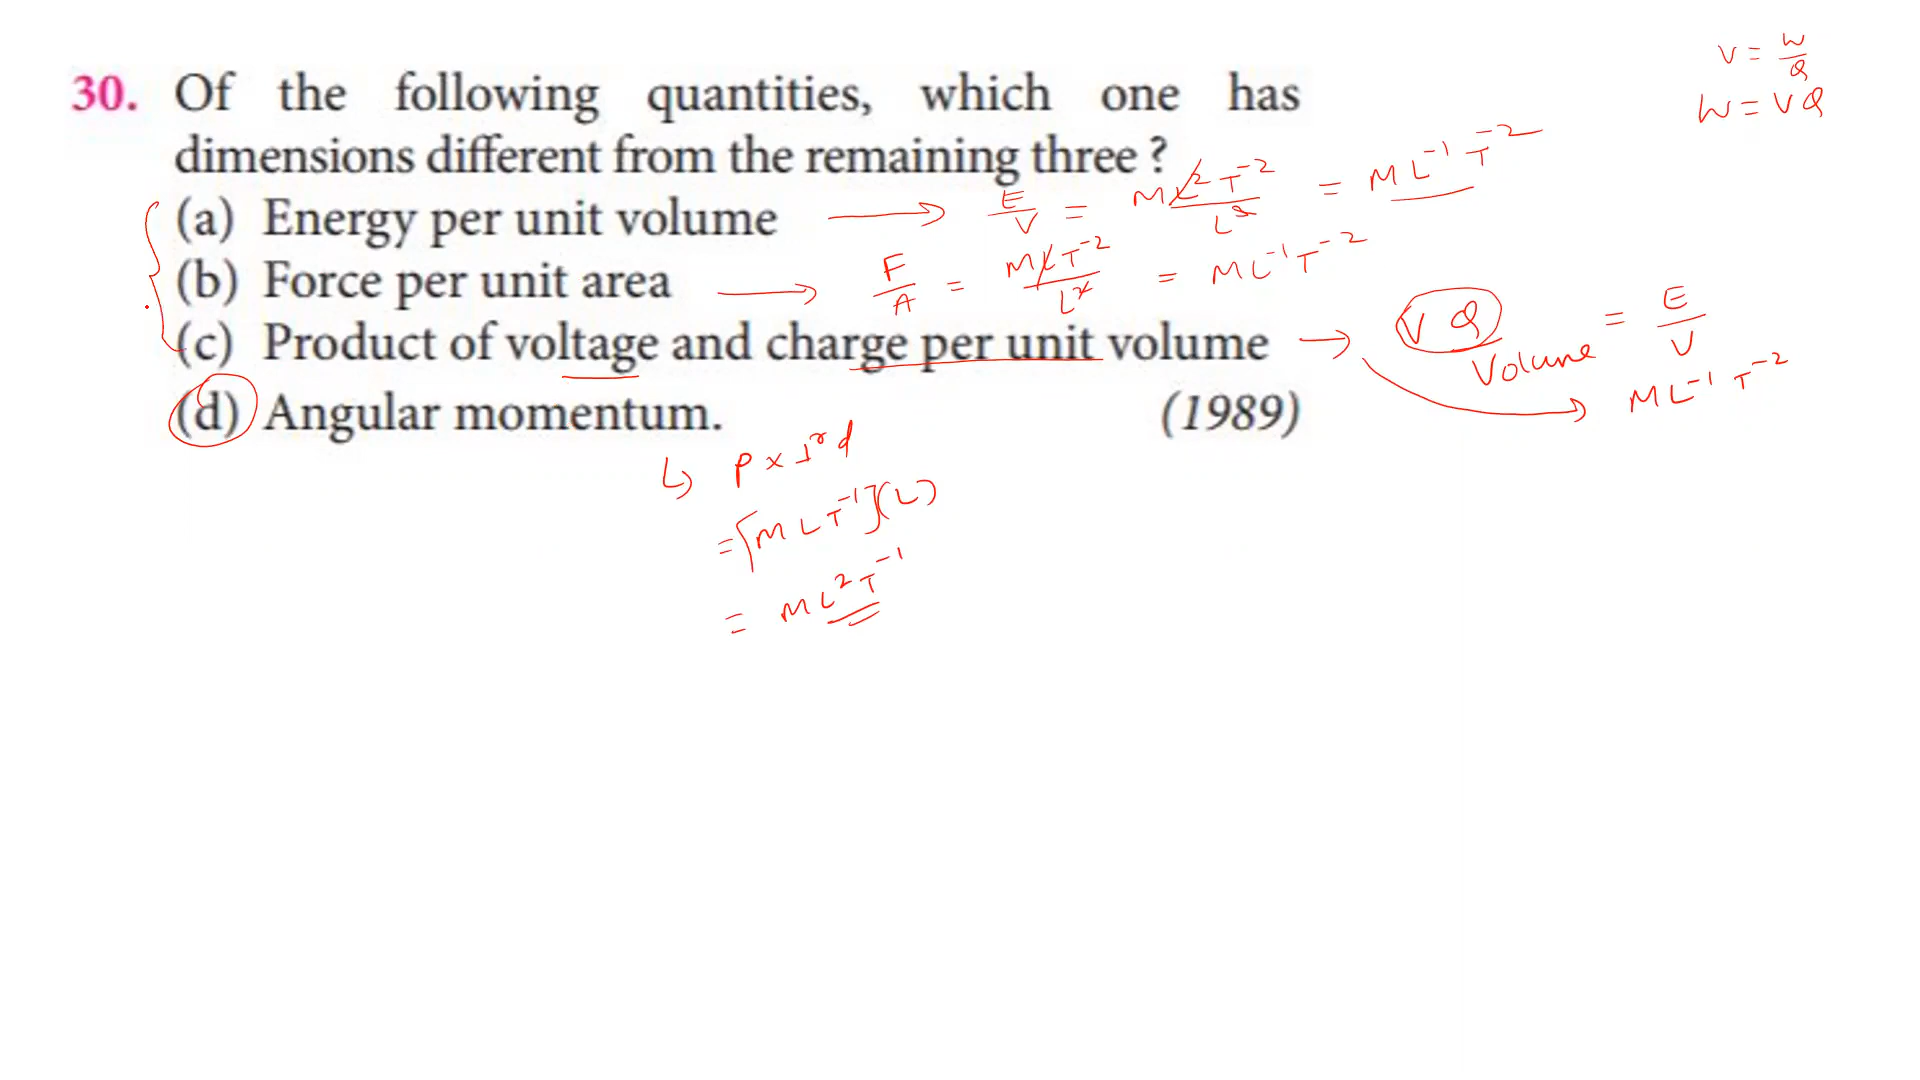 V = W/Q
W = VQ
30. Of the following quantities, which one has
dimensions different from the remaining three ?
(a) Energy per unit volume → E/V = ML²T⁻²/L³ = ML⁻¹T⁻²
(b) Force per unit area → F/A = MLT⁻²/L² = ML⁻¹T⁻²
(c) Product of voltage and charge per unit volume → VQ/Volume = E/V
→ ML⁻¹T⁻²
(d) Angular momentum. (1989)
↳ P × ⊥r d
= [MLT⁻¹](L)
= ML²T⁻¹